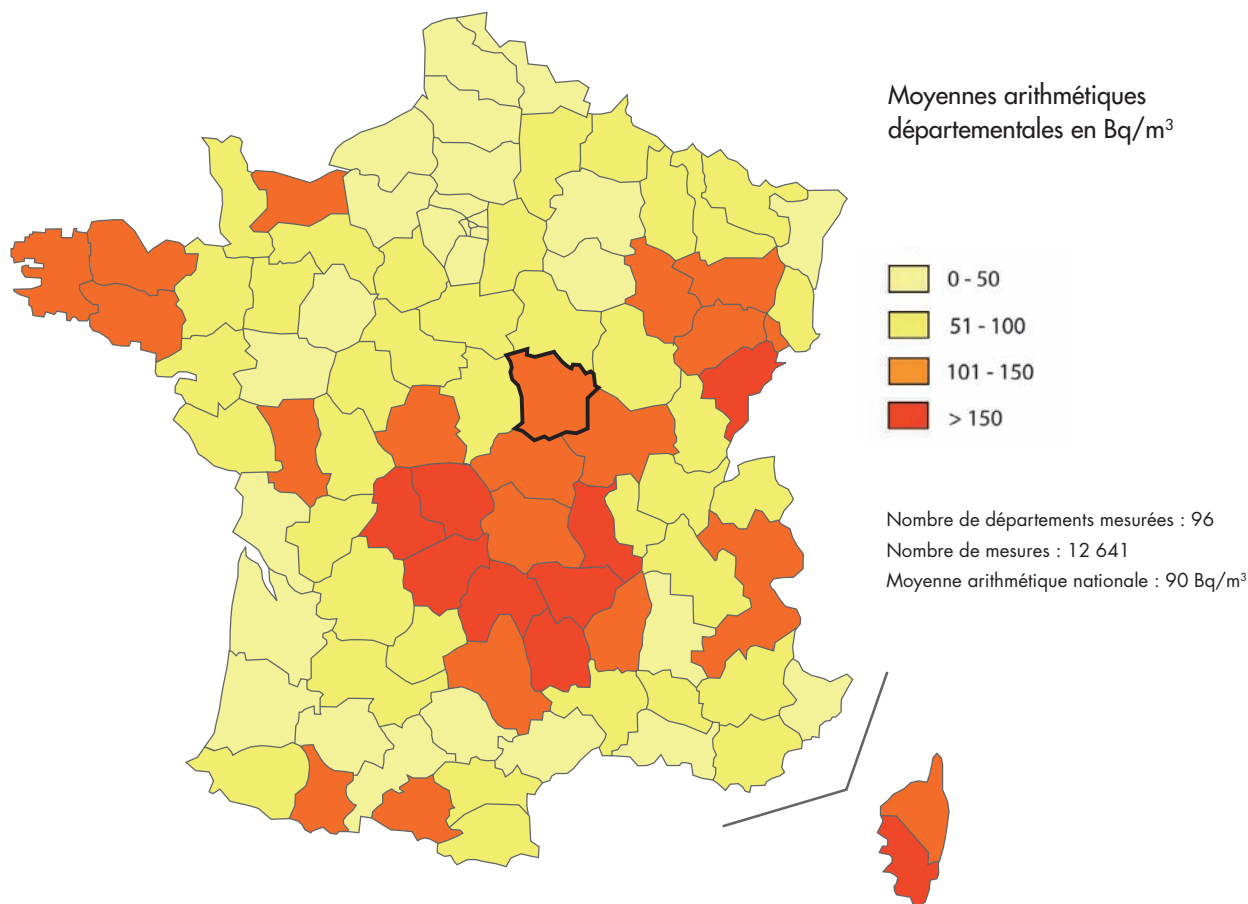 Moyennes arithmétiques
départementales en Bq/m³
0 - 50
51 - 100
101 - 150
> 150
Nombre de départements mesurées : 96
Nombre de mesures : 12 641
Moyenne arithmétique nationale : 90 Bq/m³